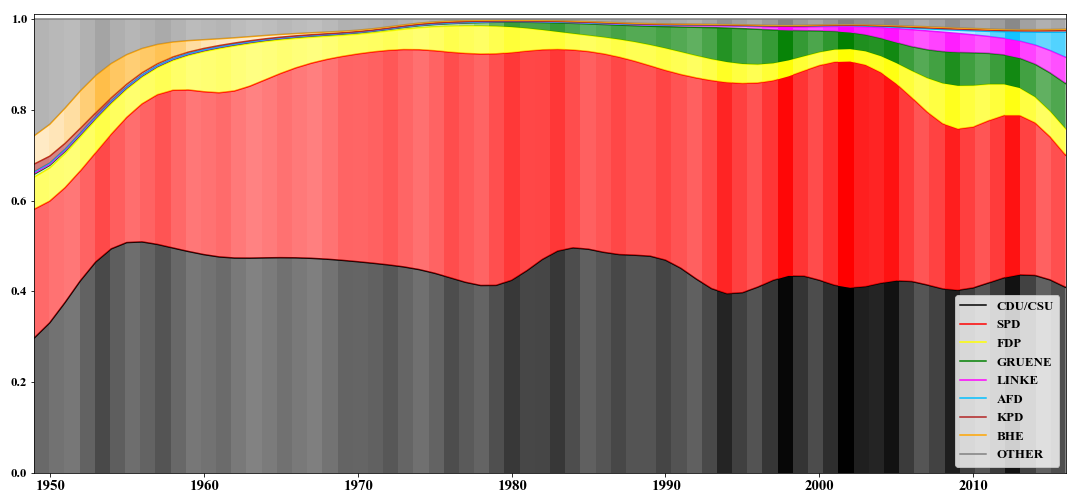 1.0
0.8
0.6
0.4
0.2
0.0
1950 1960 1970 1980 1990 2000 2010
CDU/CSU
SPD
FDP
GRUENE
LINKE
AFD
KPD
BHE
OTHER